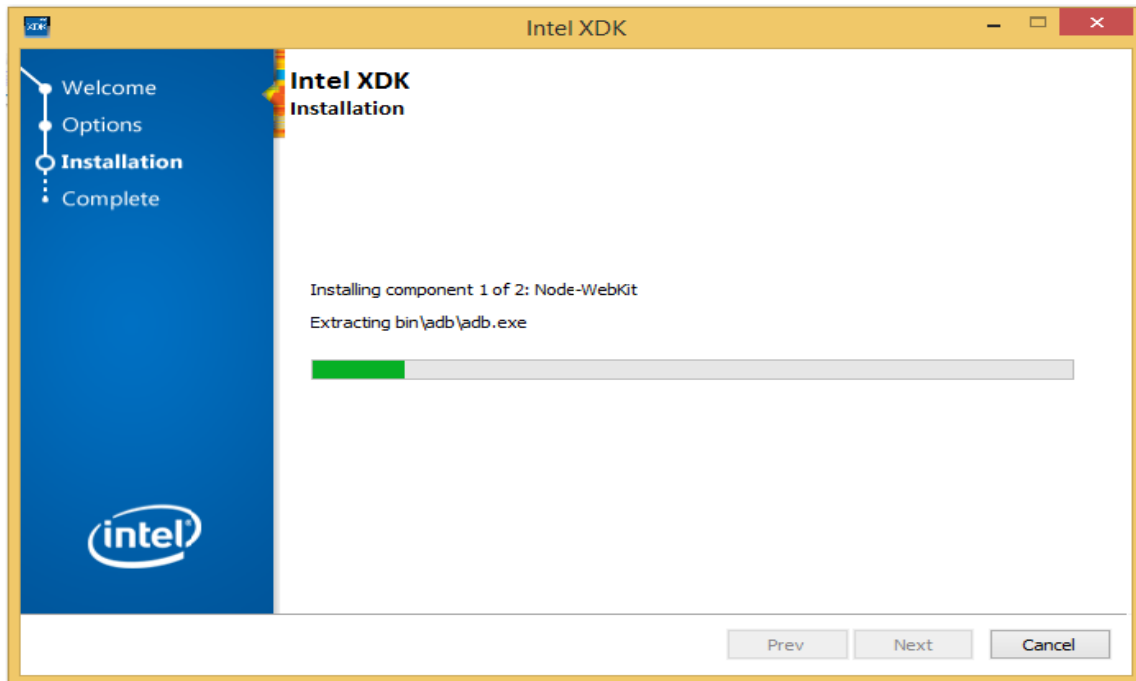 XDK
Intel XDK
Welcome
Options
Installation
Complete
Intel XDK
Installation
Installing component 1 of 2: Node-WebKit
Extracting bin\adb\adb.exe
intel®
Prev
Next
Cancel